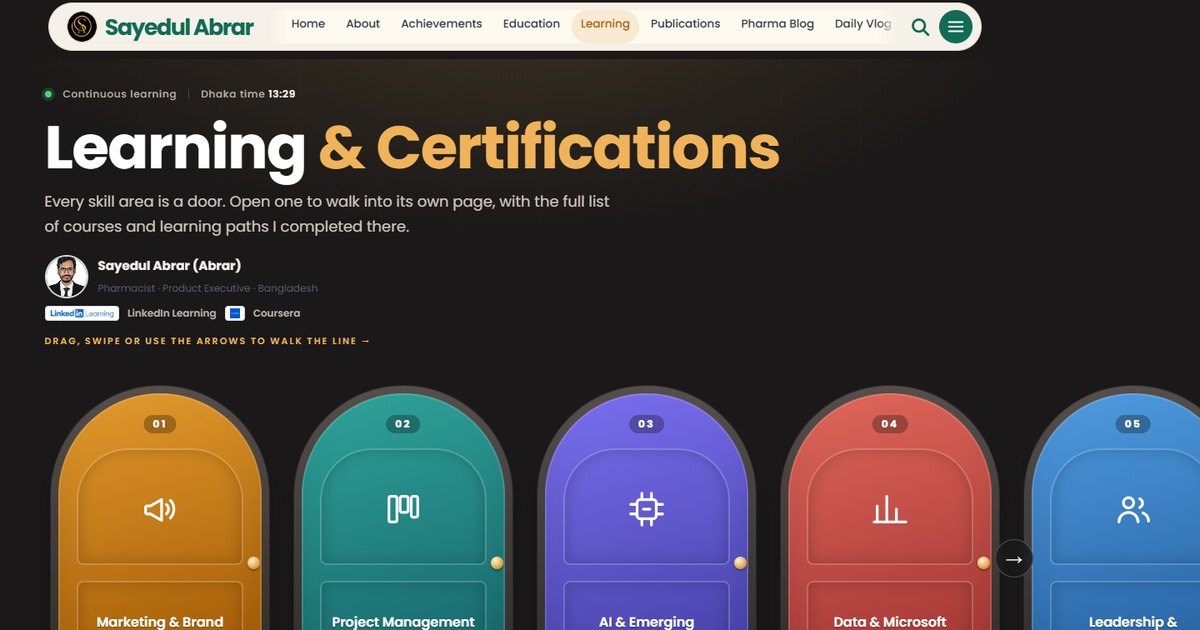 Sayedul Abrar
Home About Achievements Education Learning Publications Pharma Blog Daily Vlog
Continuous learning Dhaka time 13:29
Learning & Certifications
Every skill area is a door. Open one to walk into its own page, with the full list
of courses and learning paths I completed there.
Sayedul Abrar (Abrar)
Pharmacist · Product Executive · Bangladesh
Linked in Learning LinkedIn Learning Coursera
DRAG, SWIPE OR USE THE ARROWS TO WALK THE LINE →
01 02 03 04 05
→
Marketing & Brand Project Management AI & Emerging Data & Microsoft Leadership &